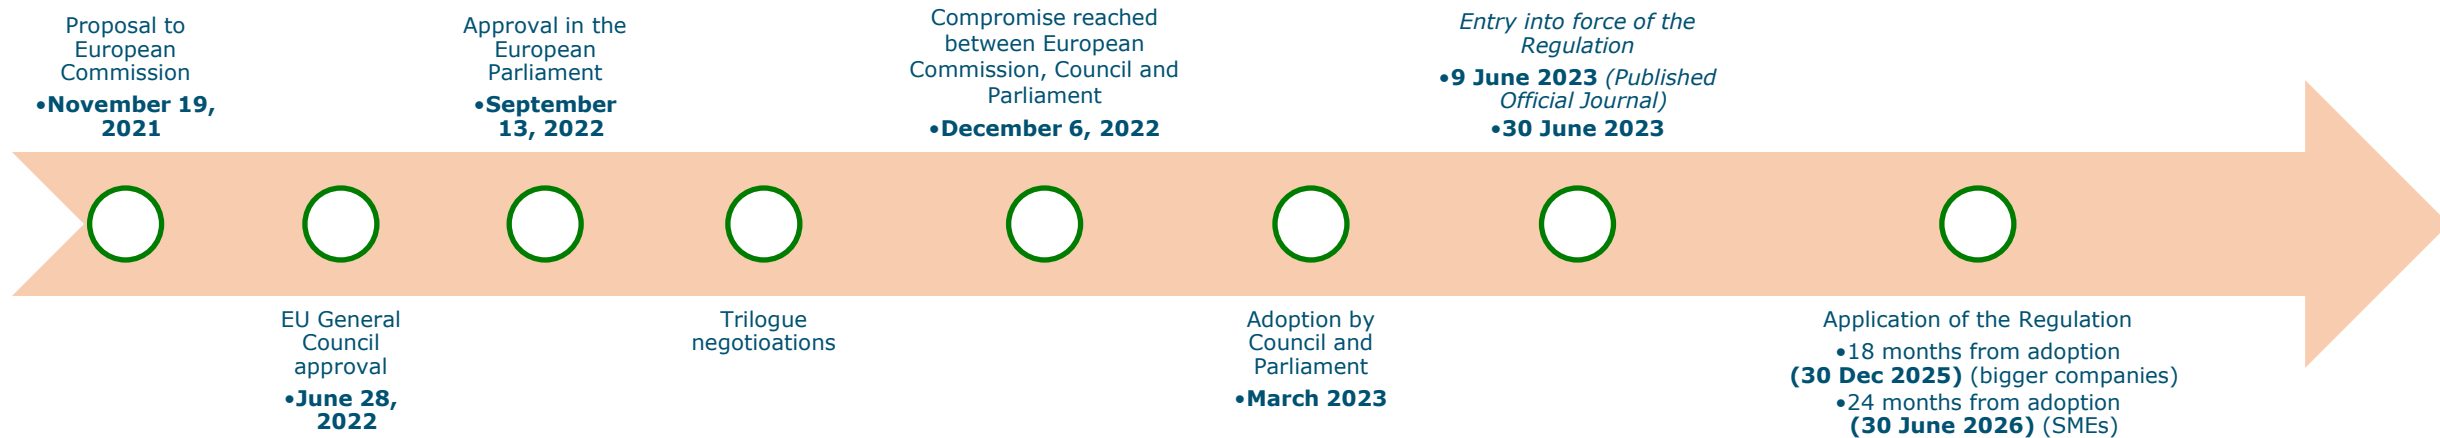 Proposal to
European
Commission
•November 19,
2021
EU General
Council
approval
•June 28,
2022
Approval in the
European
Parliament
•September
13, 2022
Trilogue
negotioations
Compromise reached
between European
Commission, Council and
Parliament
•December 6, 2022
Adoption by
Council and
Parliament
•March 2023
Entry into force of the
Regulation
•9 June 2023 (Published
Official Journal)
•30 June 2023
Application of the Regulation
•18 months from adoption
(30 Dec 2025) (bigger companies)
•24 months from adoption
(30 June 2026) (SMEs)